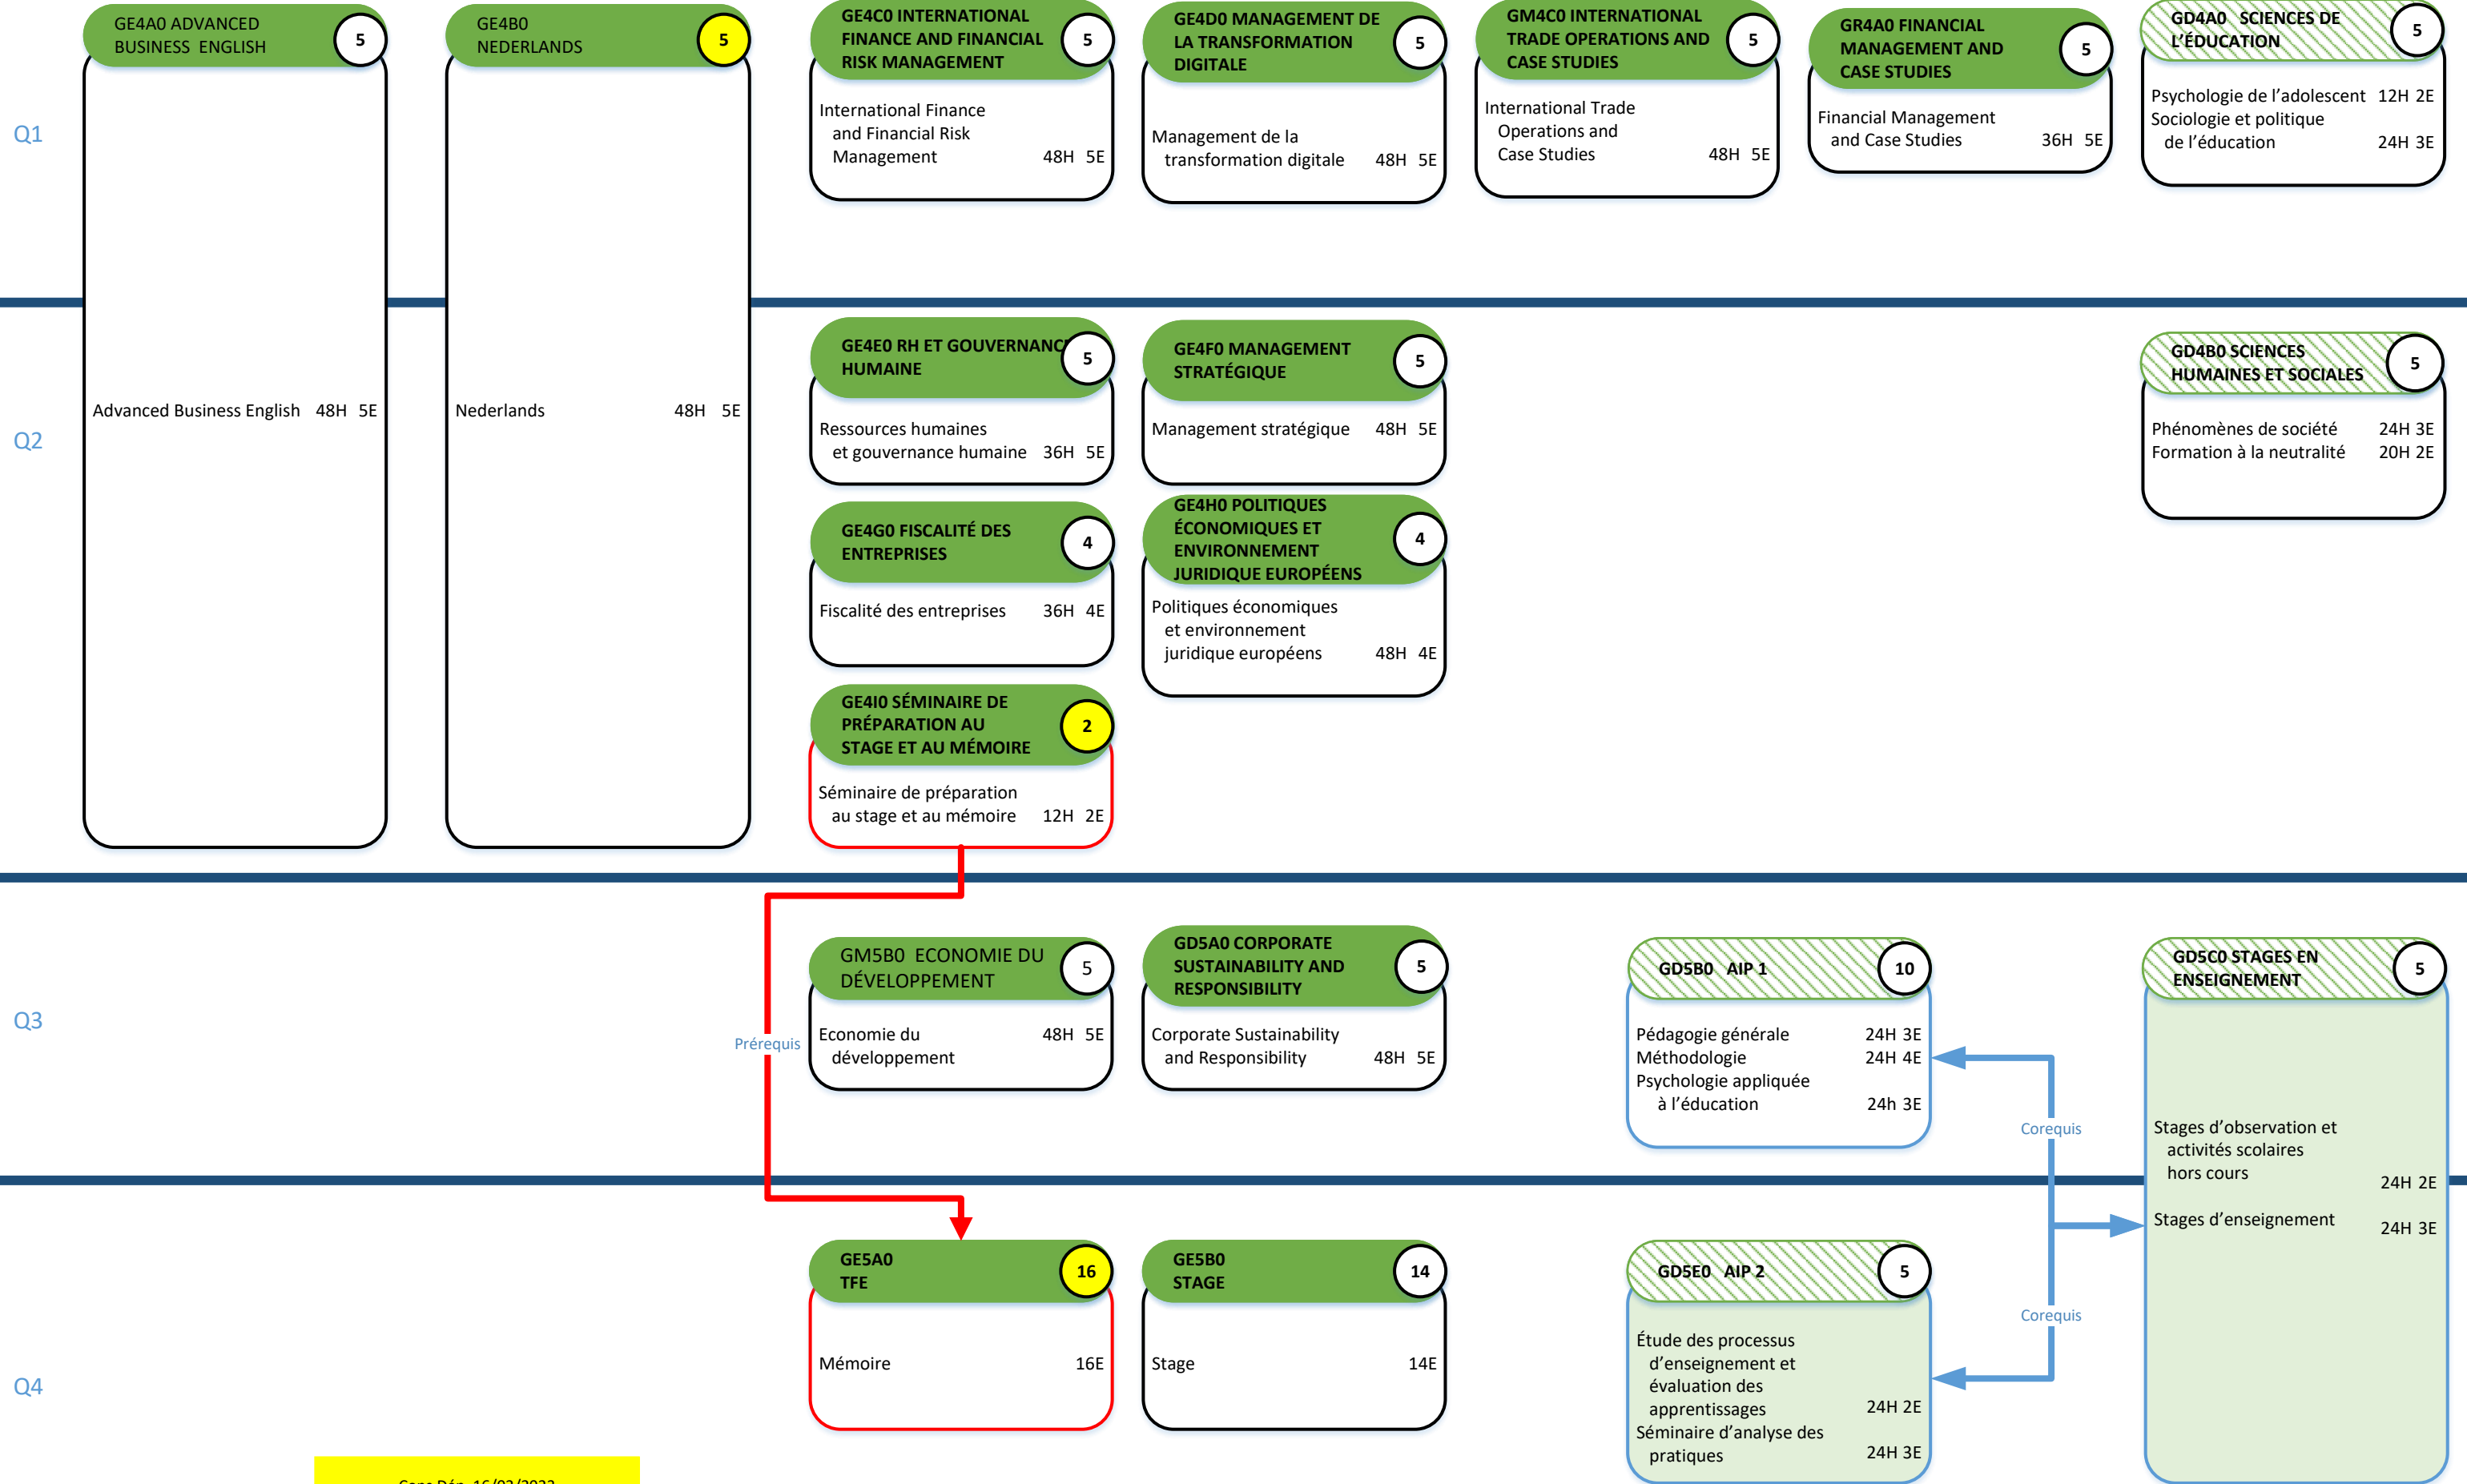 GE4A0 ADVANCED
BUSINESS ENGLISH
5
GE4B0
NEDERLANDS
5
GE4C0 INTERNATIONAL
FINANCE AND FINANCIAL
RISK MANAGEMENT
5
GE4D0 MANAGEMENT DE
LA TRANSFORMATION
DIGITALE
5
GM4C0 INTERNATIONAL
TRADE OPERATIONS AND
CASE STUDIES
5
GR4A0 FINANCIAL
MANAGEMENT AND
CASE STUDIES
5
GD4A0 SCIENCES DE
L’ÉDUCATION
5
Q1
International Finance
and Financial Risk
Management 48H 5E
Management de la
transformation digitale 48H 5E
International Trade
Operations and
Case Studies 48H 5E
Financial Management
and Case Studies 36H 5E
Psychologie de l’adolescent 12H 2E
Sociologie et politique
de l’éducation 24H 3E
Q2
Advanced Business English 48H 5E
Nederlands 48H 5E
GE4E0 RH ET GOUVERNANCE
HUMAINE
5
Ressources humaines
et gouvernance humaine 36H 5E
GE4F0 MANAGEMENT
STRATÉGIQUE
5
Management stratégique 48H 5E
GD4B0 SCIENCES
HUMAINES ET SOCIALES
5
Phénomènes de société 24H 3E
Formation à la neutralité 20H 2E
GE4G0 FISCALITÉ DES
ENTREPRISES
4
Fiscalité des entreprises 36H 4E
GE4H0 POLITIQUES
ÉCONOMIQUES ET
ENVIRONNEMENT
JURIDIQUE EUROPÉENS
4
Politiques économiques
et environnement
juridique européens 48H 4E
GE4I0 SÉMINAIRE DE
PRÉPARATION AU
STAGE ET AU MÉMOIRE
2
Séminaire de préparation
au stage et au mémoire 12H 2E
Q3
Prérequis
GM5B0 ECONOMIE DU
DÉVELOPPEMENT
5
Economie du 48H 5E
développement
GD5A0 CORPORATE
SUSTAINABILITY AND
RESPONSIBILITY
5
Corporate Sustainability
and Responsibility 48H 5E
GD5B0 AIP 1
10
Pédagogie générale 24H 3E
Méthodologie 24H 4E
Psychologie appliquée
à l’éducation 24h 3E
Corequis
GD5C0 STAGES EN
ENSEIGNEMENT
5
Stages d’observation et
activités scolaires
hors cours 24H 2E
Stages d’enseignement 24H 3E
Q4
GE5A0
TFE
16
Mémoire 16E
GE5B0
STAGE
14
Stage 14E
GD5E0 AIP 2
5
Étude des processus
d’enseignement et
évaluation des
apprentissages 24H 2E
Séminaire d’analyse des
pratiques 24H 3E
Corequis